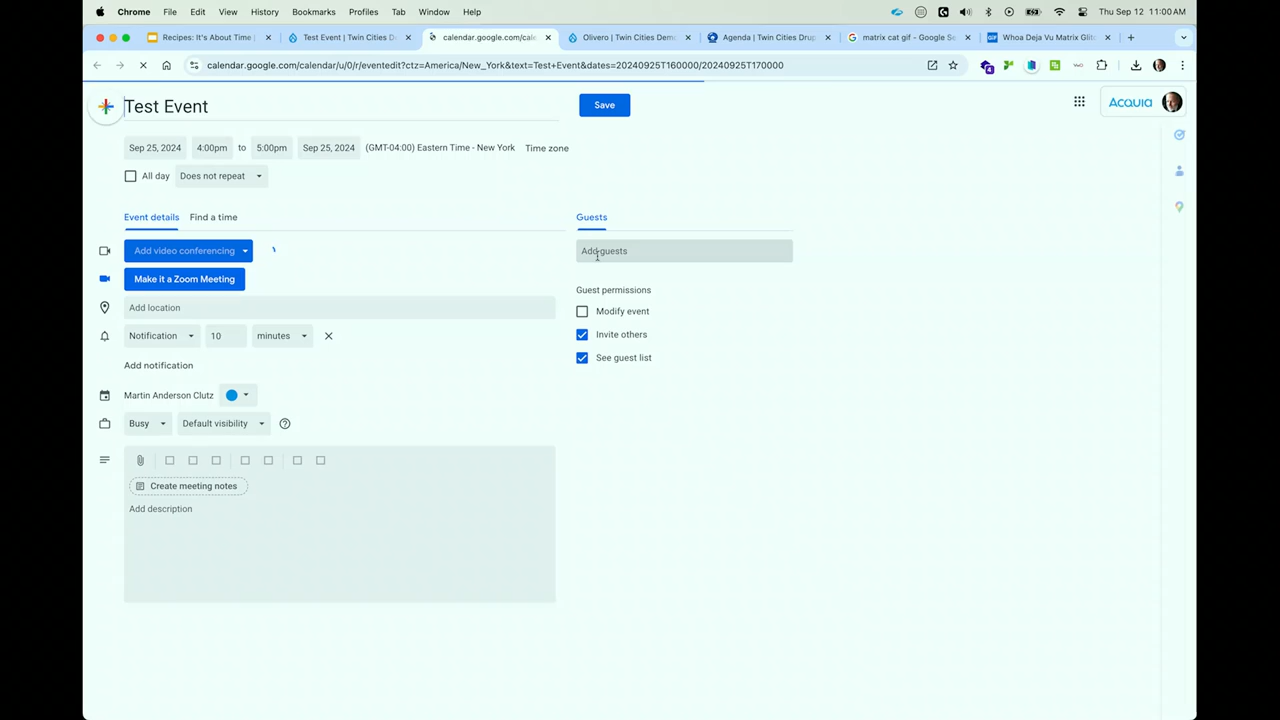 Chrome File Edit View History Bookmarks Profiles Tab Window Help Thu Sep 12 11:00 AM
Recipes: It's About Time Test Event | Twin Cities D calendar.google.com/cale Olivero | Twin Cities Dem Agenda | Twin Cities Drup matrix cat gif - Google Se Whoa Deja Vu Matrix Glit
calendar.google.com/calendar/u/0/r/eventedit?ctz=America/New_York&text=Test+Event&dates=20240925T160000/20240925T170000
Test Event Save Acquia
Sep 25, 2024 4:00pm to 5:00pm Sep 25, 2024 (GMT-04:00) Eastern Time - New York Time zone
All day Does not repeat
Event details Find a time Guests
Add video conferencing Add guests
Make it a Zoom Meeting
Guest permissions
Add location Modify event
Notification 10 minutes Invite others
See guest list
Add notification
Martin Anderson Clutz
Busy Default visibility
Create meeting notes
Add description